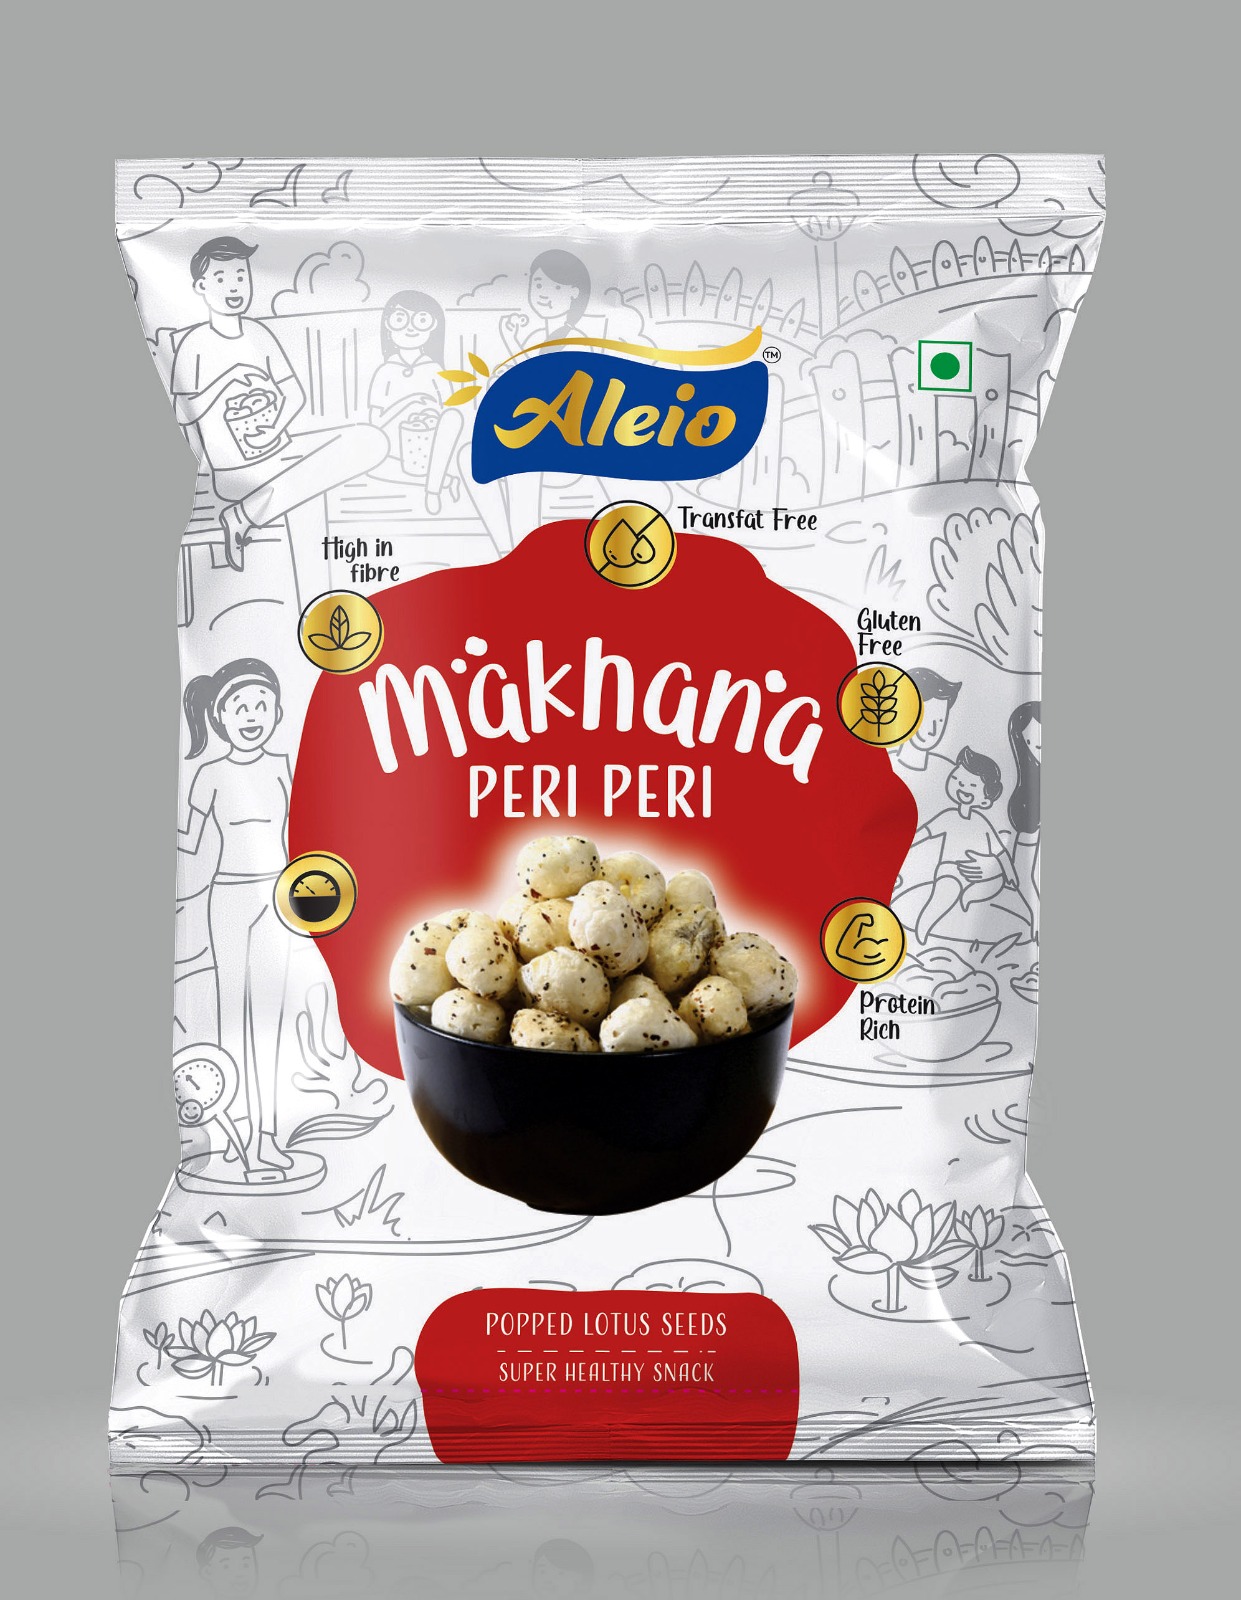 Aleio
TM
Transfat Free
High in
fibre
Gluten
Free
Makhana
PERI PERI
Protein
Rich
POPPED LOTUS SEEDS
SUPER HEALTHY SNACK